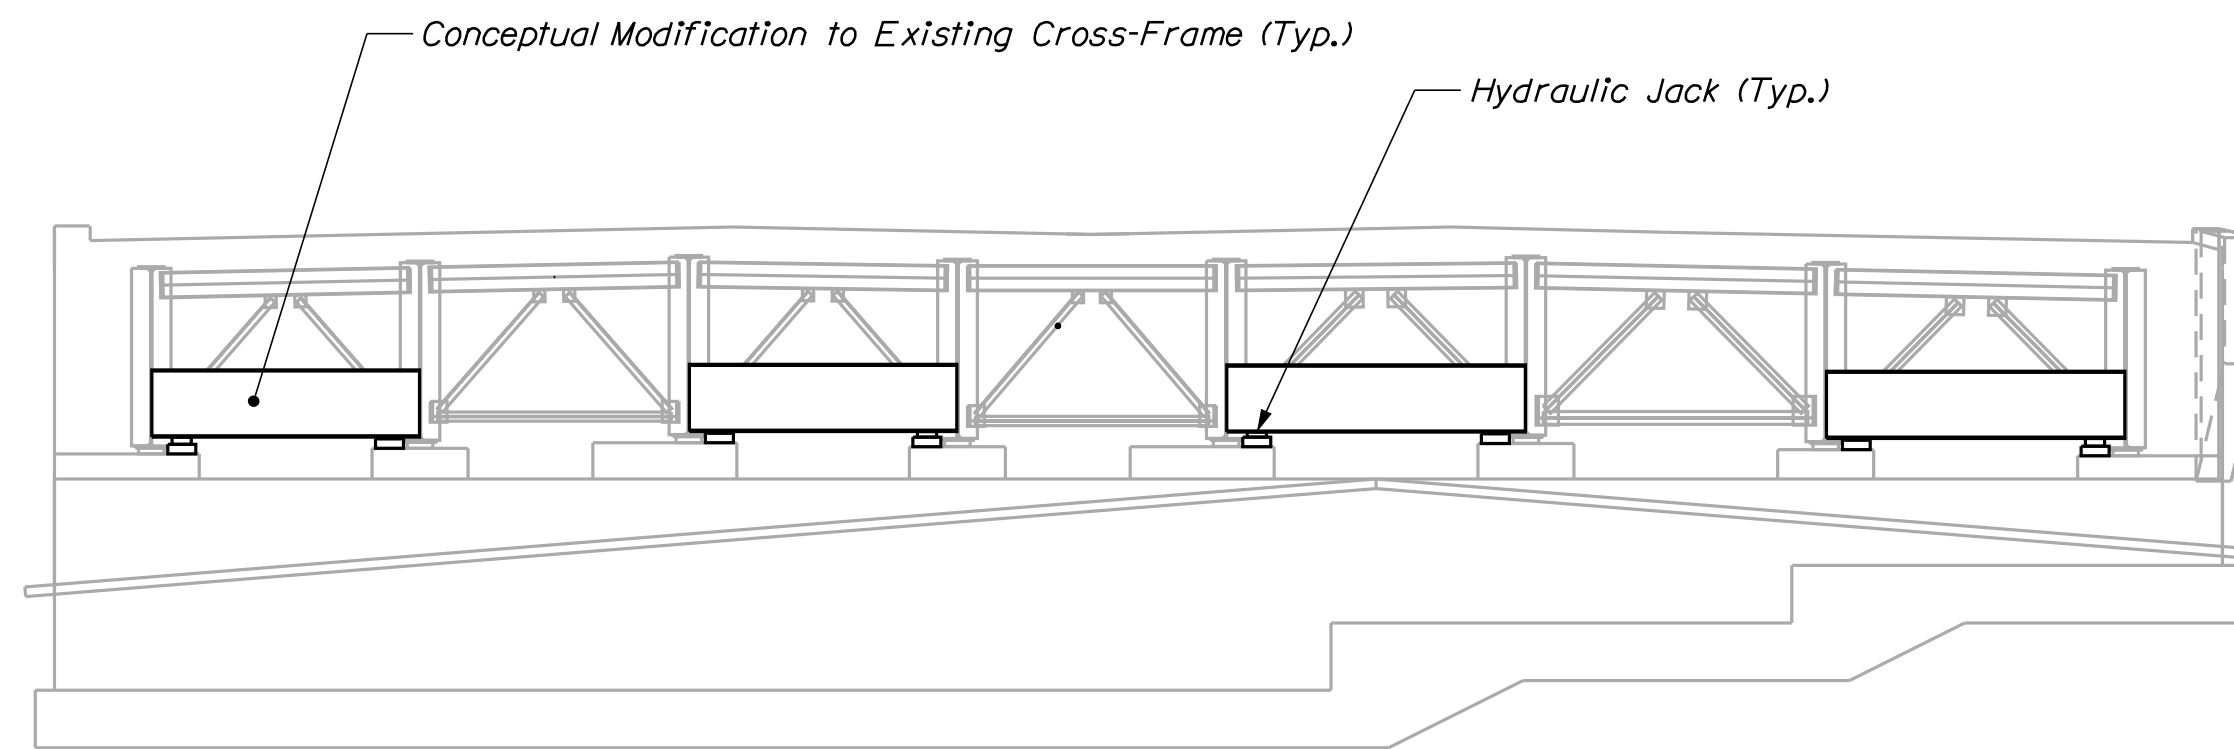 Conceptual Modification to Existing Cross-Frame (Typ.)
Hydraulic Jack (Typ.)